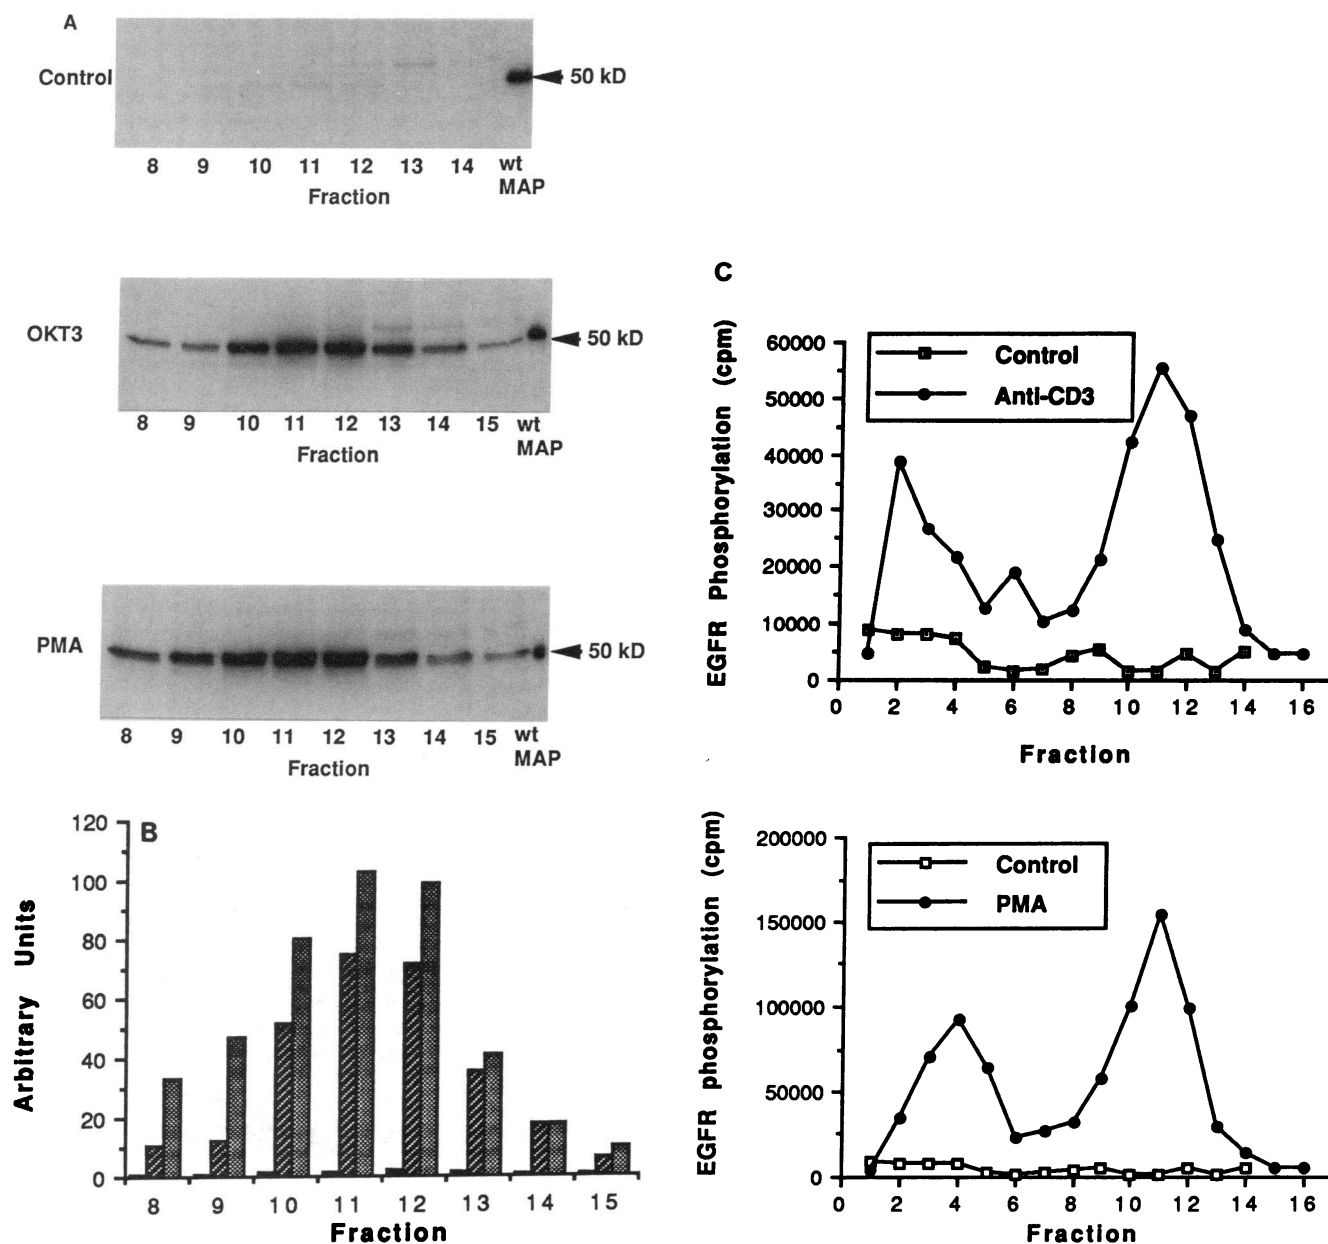 A
Control
50 kD
8 9 10 11 12 13 14 wt
MAP
Fraction
OKT3
50 kD
8 9 10 11 12 13 14 15 wt
MAP
Fraction
PMA
50 kD
8 9 10 11 12 13 14 15 wt
MAP
Fraction
B
Arbitrary Units
120
100
80
60
40
20
0
8 9 10 11 12 13 14 15
Fraction
C
EGFR Phosphorylation (cpm)
60000
50000
40000
30000
20000
10000
0
Control
Anti-CD3
0 2 4 6 8 10 12 14 16
Fraction
EGFR phosphorylation (cpm)
200000
150000
100000
50000
0
Control
PMA
0 2 4 6 8 10 12 14 16
Fraction